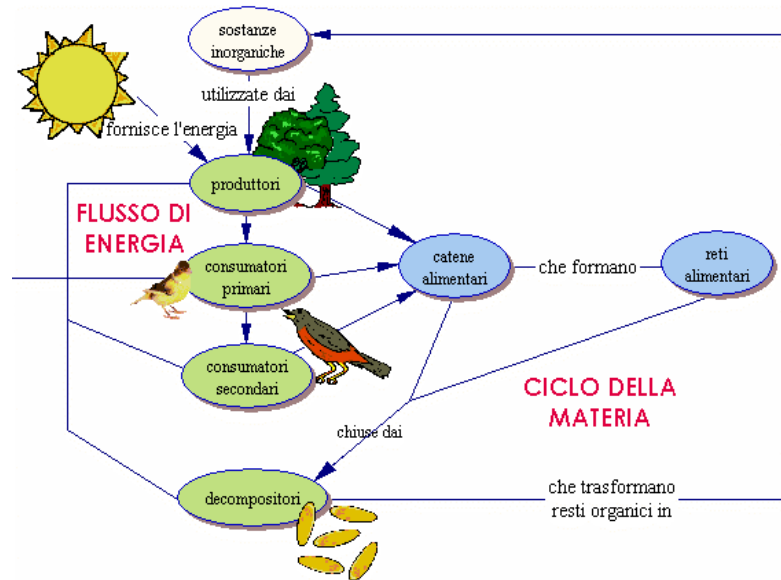 sostanze
inorganiche
utilizzate dai
fornisce l'energia
produttori
FLUSSO DI
ENERGIA
consumatori
primari
catene
alimentari
che formano
reti
alimentari
consumatori
secondari
CICLO DELLA
MATERIA
chiuse dai
decompositori
che trasformano
resti organici in